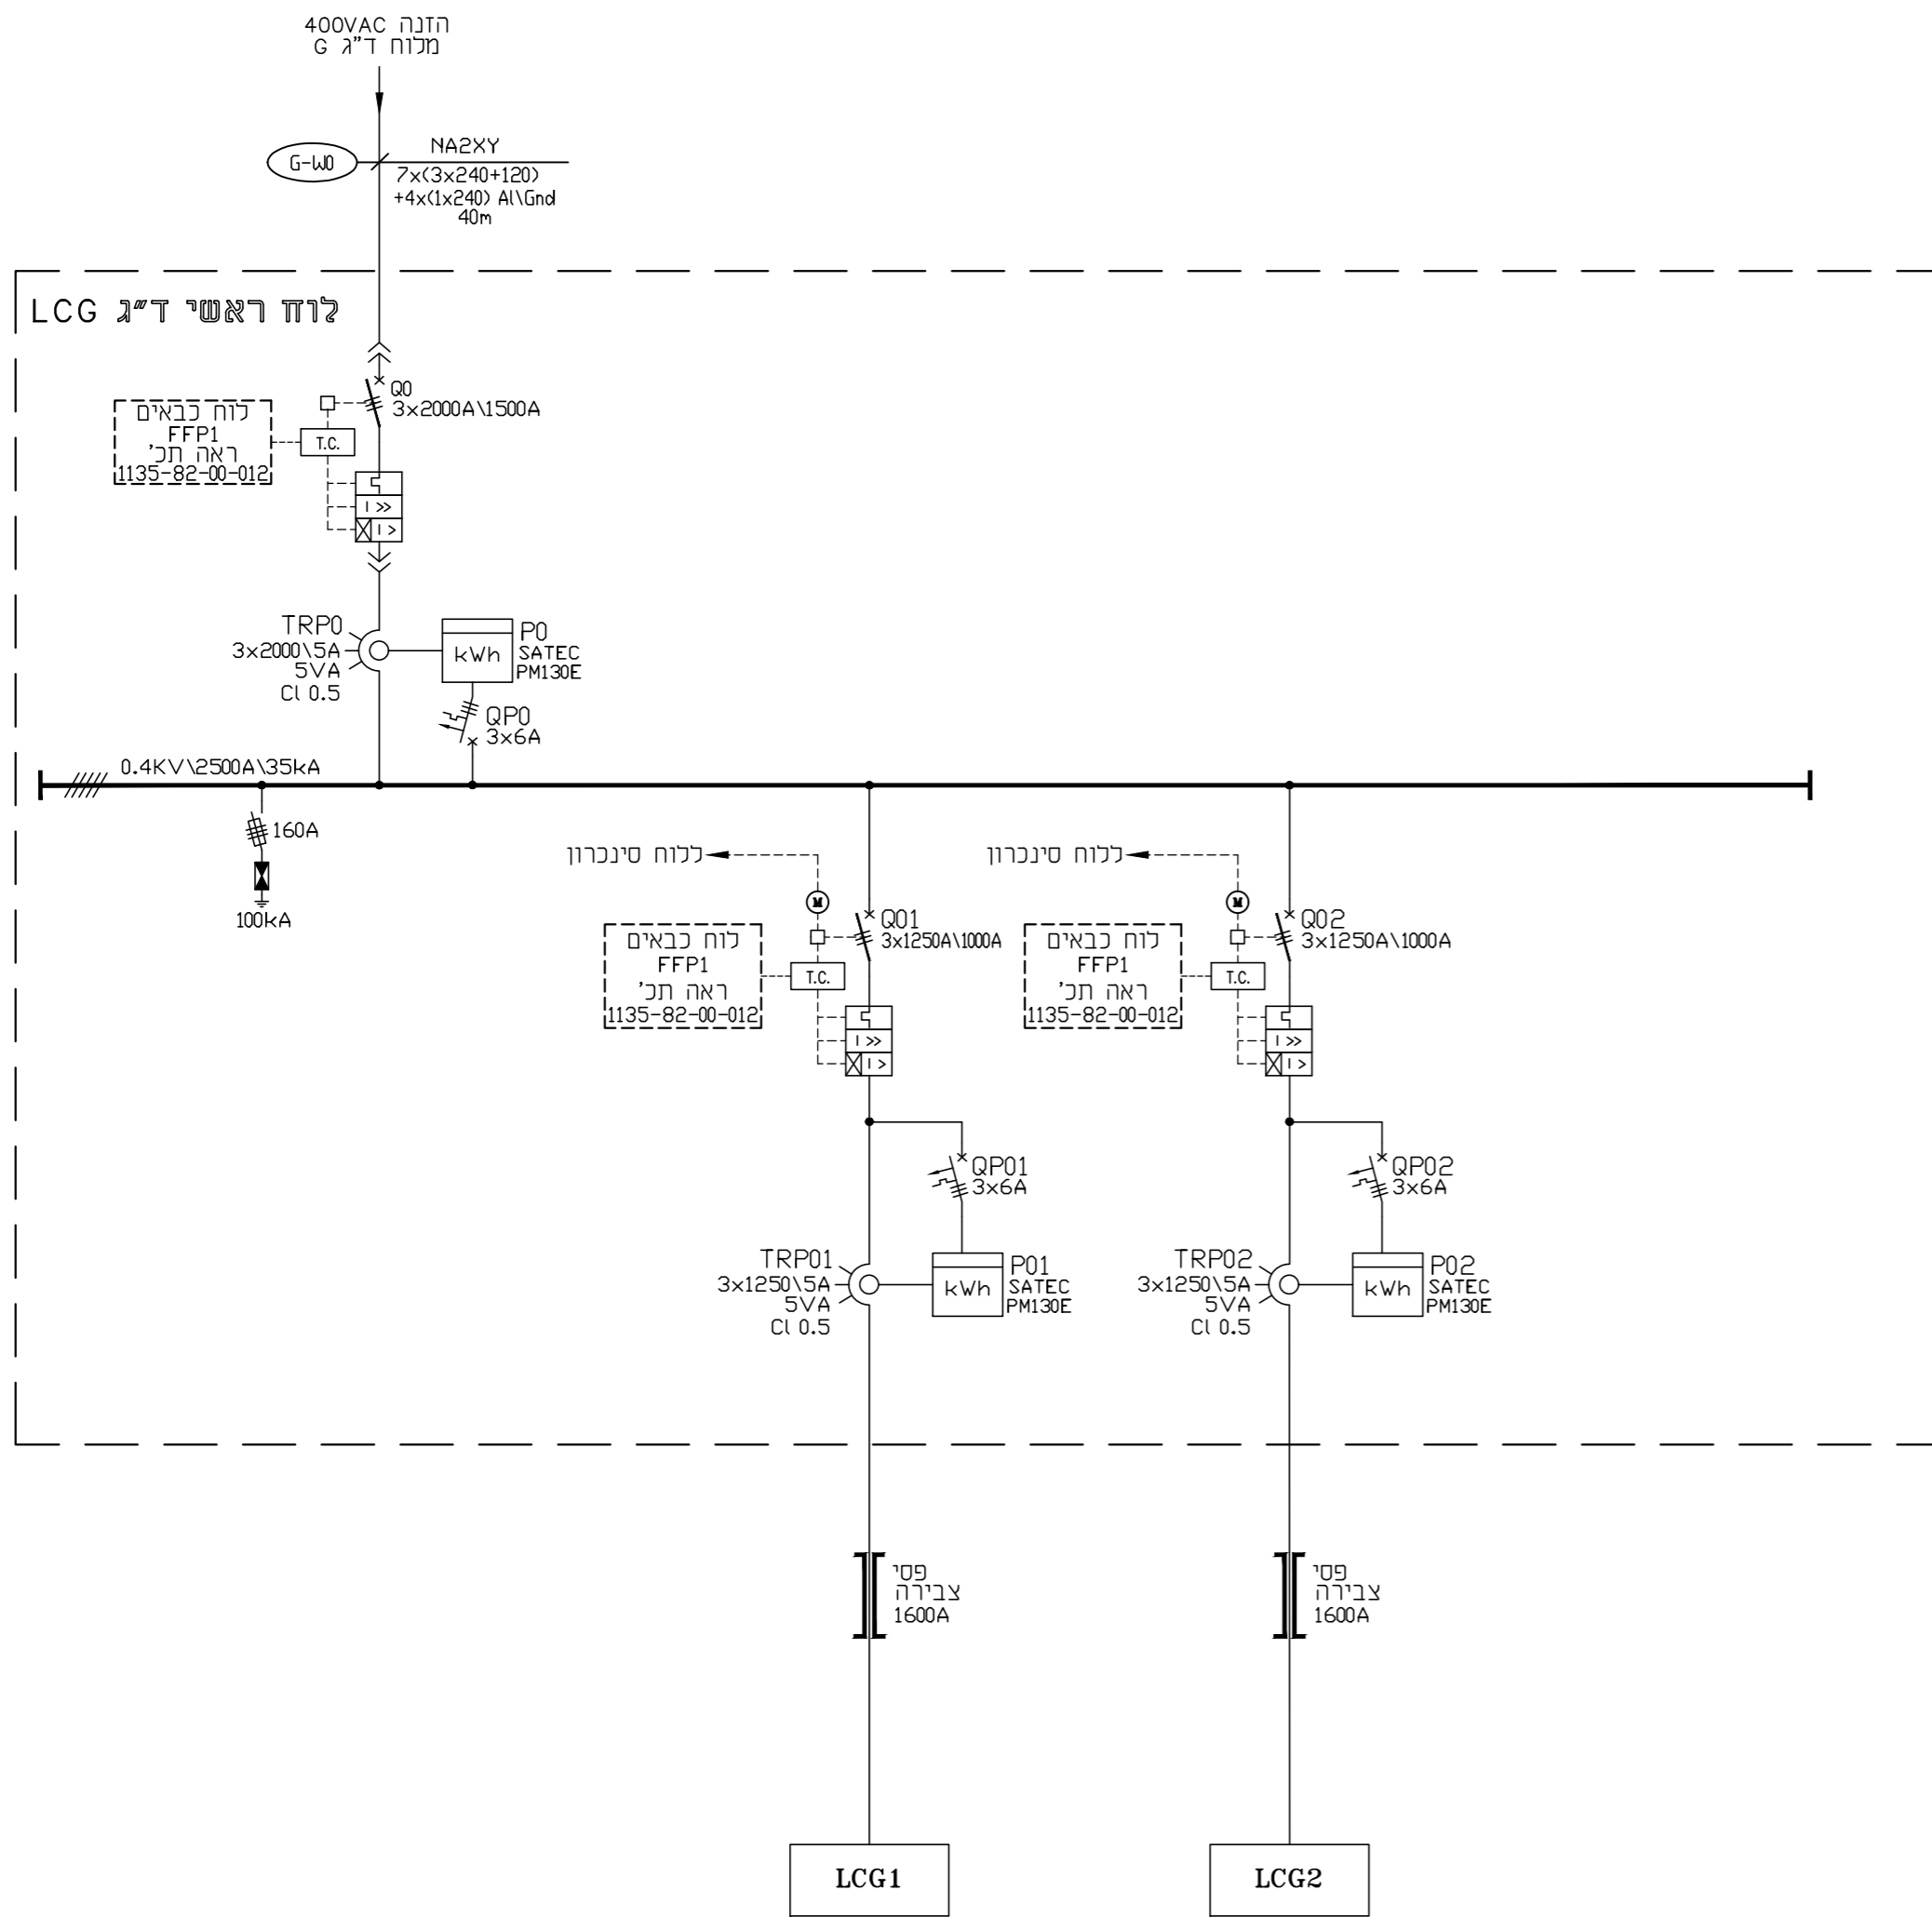 הזנה 400VAC
מלוח ד"ג G
G-W0
NA2XY
7x(3x240+120)
+4x(1x240) Al\Gnd
40m
לוח ראשי ד"ג LCG
Q0
3x2000A\1500A
לוח כבאים
FFP1
ראה תכ'
1135-82-00-012
T.C.
I >>
I >
TRP0
3x2000\5A
5VA
Cl 0.5
kWh
P0
SATEC
PM130E
QP0
3x6A
0.4KV\2500A\35kA
160A
100kA
ללוח סינכרון
M
Q01
3x1250A\1000A
לוח כבאים
FFP1
ראה תכ'
1135-82-00-012
T.C.
I >>
I >
QP01
3x6A
TRP01
3x1250\5A
5VA
Cl 0.5
kWh
P01
SATEC
PM130E
פסי
צבירה
1600A
LCG1
ללוח סינכרון
M
Q02
3x1250A\1000A
לוח כבאים
FFP1
ראה תכ'
1135-82-00-012
T.C.
I >>
I >
QP02
3x6A
TRP02
3x1250\5A
5VA
Cl 0.5
kWh
P02
SATEC
PM130E
פסי
צבירה
1600A
LCG2